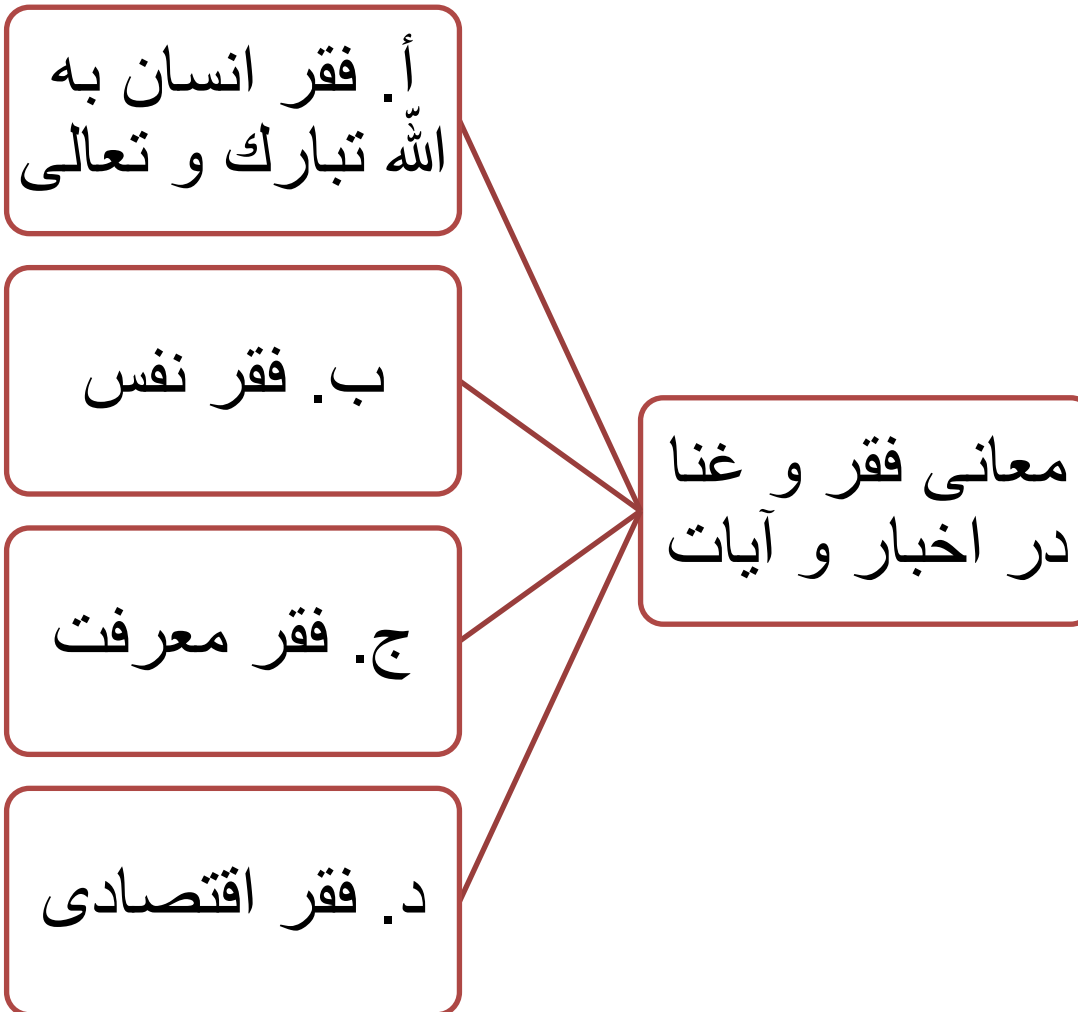 معانی فقر و غنا
در اخبار و آیات
أ. فقر انسان به
الله تبارك و تعالی
ب. فقر نفس
ج. فقر معرفت
د. فقر اقتصادی